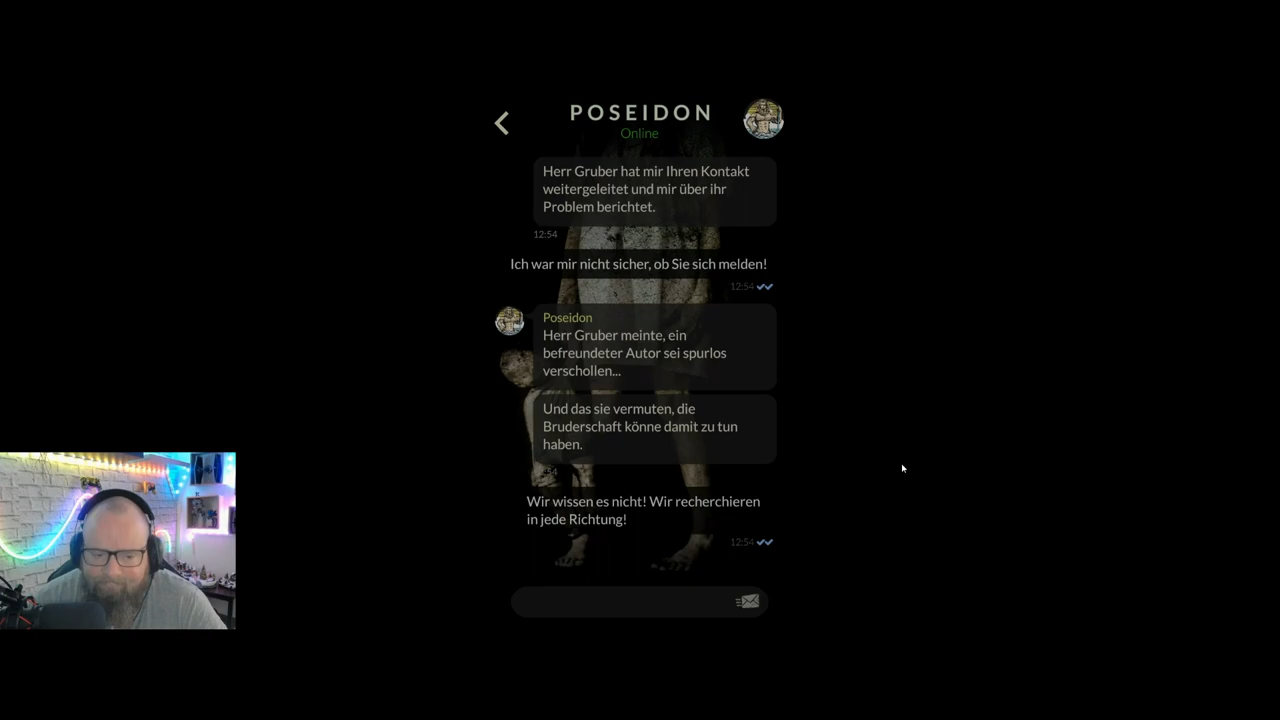 POSEIDON
Online
Herr Gruber hat mir Ihren Kontakt
weitergeleitet und mir über ihr
Problem berichtet.
12:54
Ich war mir nicht sicher, ob Sie sich melden!
12:54
Poseidon
Herr Gruber meinte, ein
befreundeter Autor sei spurlos
verschollen...
Und das sie vermuten, die
Bruderschaft könne damit zu tun
haben.
Wir wissen es nicht! Wir recherchieren
in jede Richtung!
12:54